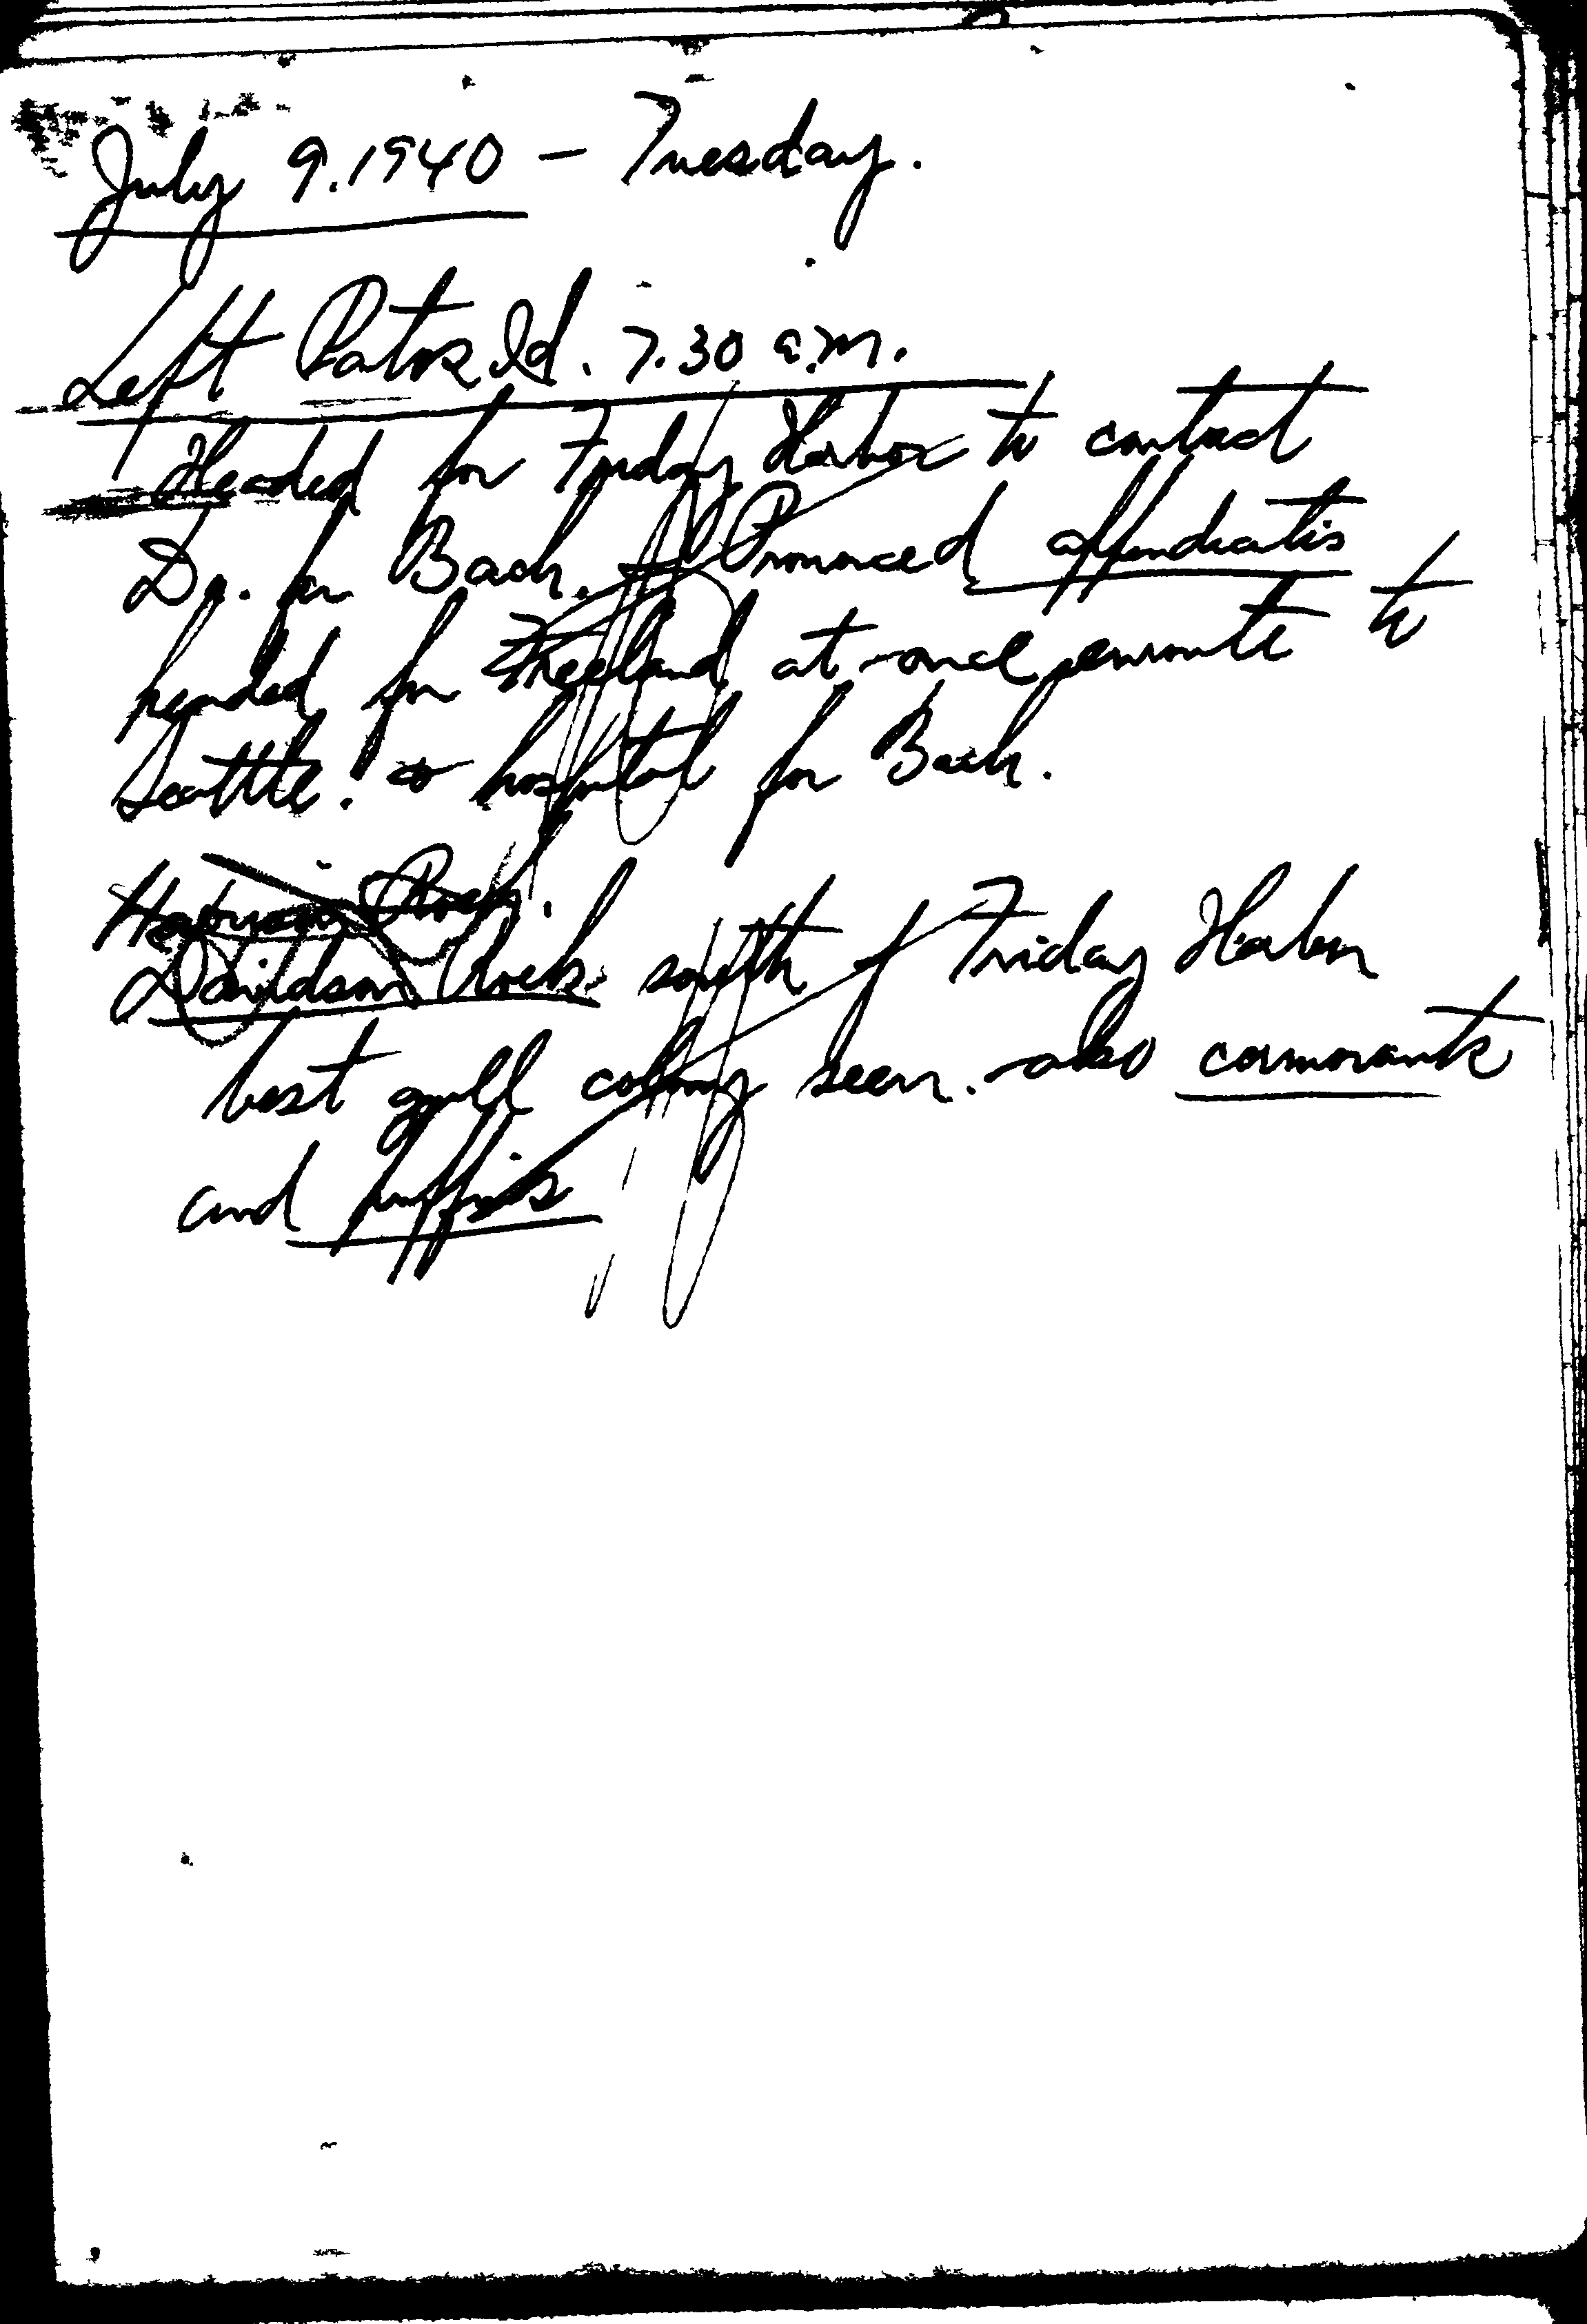 July 9. 1940 - Tuesday.
Left Patos Id. 7.30 a.m.
Headed for Friday Harbor to contact
Dr. for Bach. Pronounced appendicitis
headed for Freeland at once enroute to
Seattle. & hospital for Bach.
Rock.
Davidson Rock south of Friday Harbor
best gull colony seen. also cormorants
and puffins